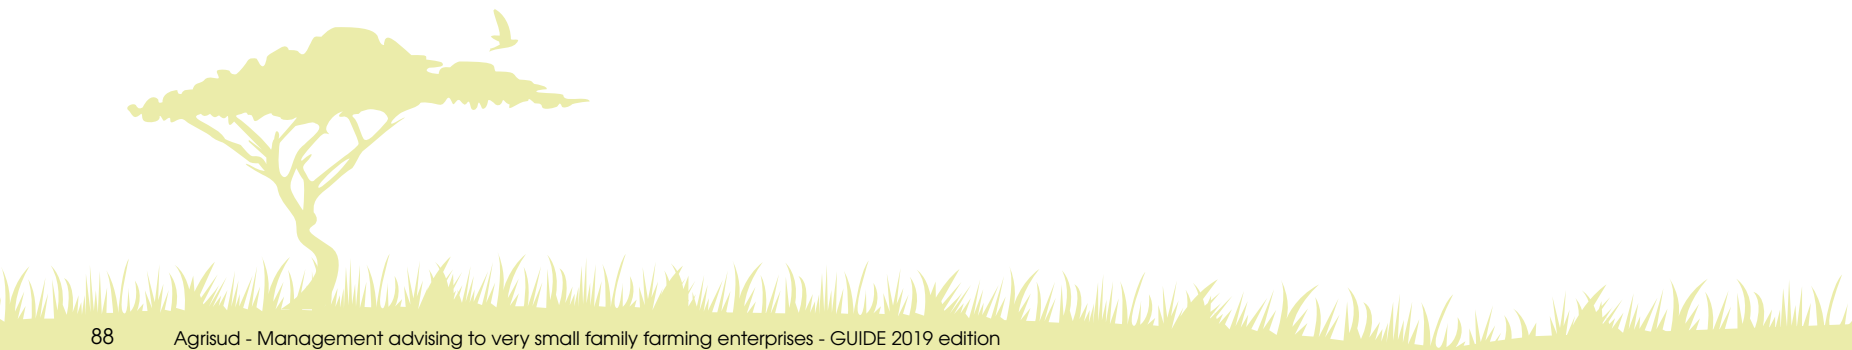 88 Agrisud - Management advising to very small family farming enterprises - GUIDE 2019 edition